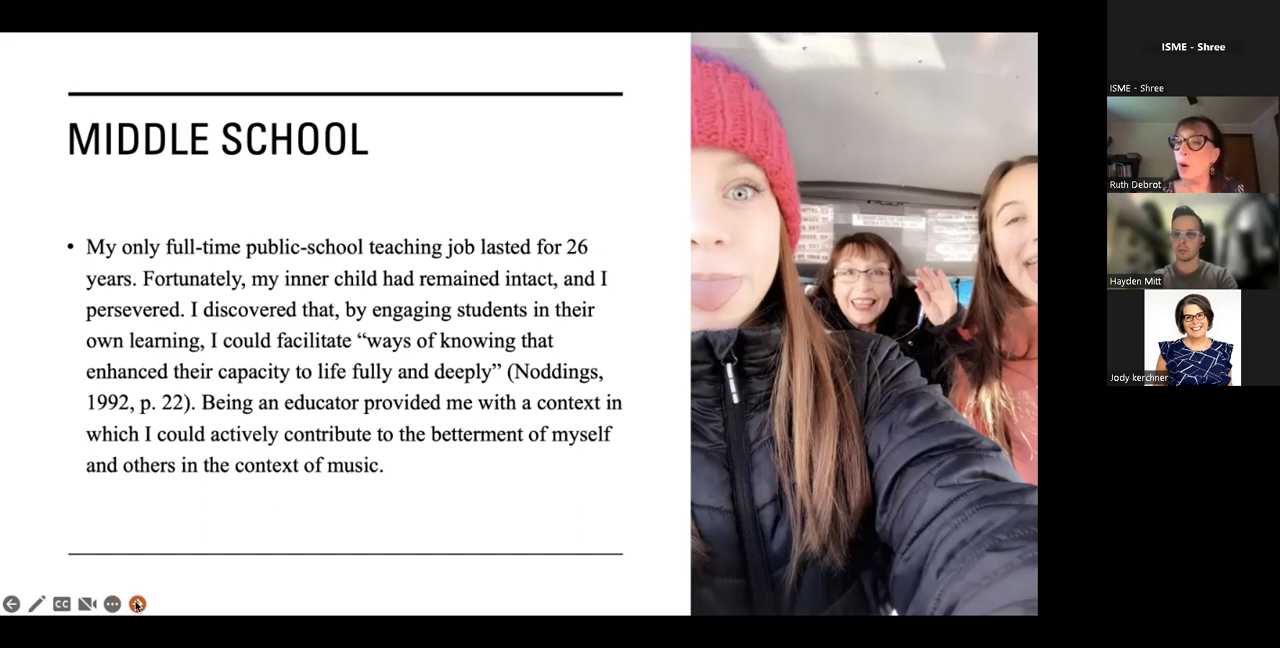 MIDDLE SCHOOL
• My only full-time public-school teaching job lasted for 26
years. Fortunately, my inner child had remained intact, and I
persevered. I discovered that, by engaging students in their
own learning, I could facilitate “ways of knowing that
enhanced their capacity to life fully and deeply” (Noddings,
1992, p. 22). Being an educator provided me with a context in
which I could actively contribute to the betterment of myself
and others in the context of music.
CC
ISME - Shree
ISME - Shree
Ruth Debrot
Hayden Mitt
Jody kerchner